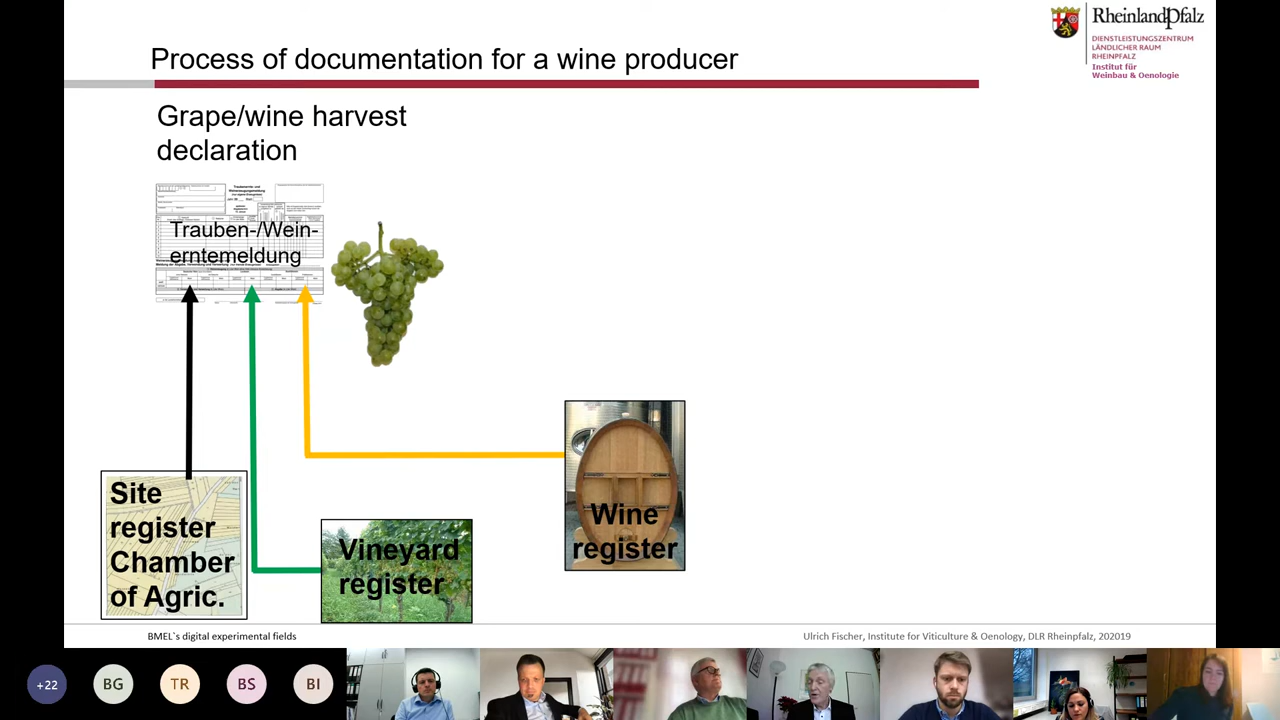 RheinlandPfalz
DIENSTLEISTUNGSZENTRUM
LÄNDLICHER RAUM
RHEINPFALZ
Institut für
Weinbau & Oenologie
Process of documentation for a wine producer
Grape/wine harvest
declaration
Trauben-/Wein-
erntemeldung
Site
register
Chamber
of Agric.
Vineyard
register
Wine
register
BMEL`s digital experimental fields
Ulrich Fischer, Institute for Viticulture & Oenology, DLR Rheinpfalz, 202019
+22
BG
TR
BS
BI